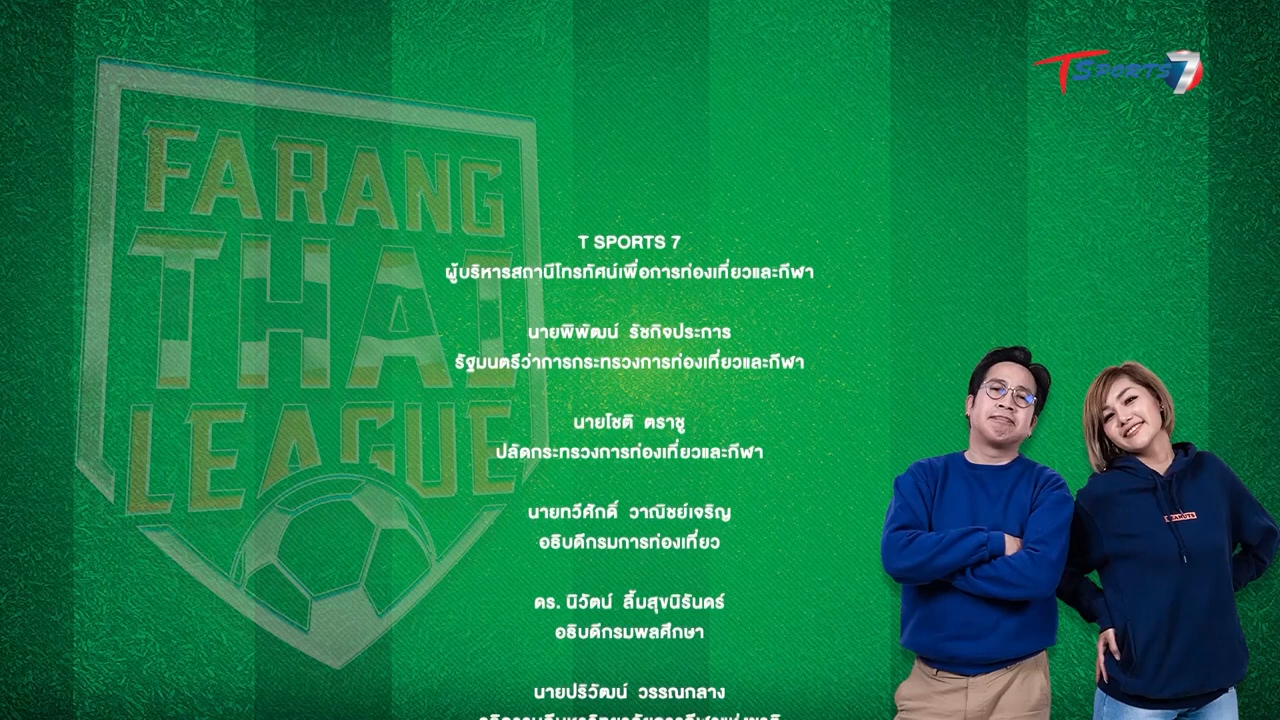 T SPORTS 7
FARANG
THAI
LEAGUE
T SPORTS 7
ผู้บริหารสถานีโทรทัศน์เพื่อการท่องเที่ยวและกีฬา
นายพิพัฒน์ รัชกิจประการ
รัฐมนตรีว่าการกระทรวงการท่องเที่ยวและกีฬา
นายโชติ ตราชู
ปลัดกระทรวงการท่องเที่ยวและกีฬา
นายทวีศักดิ์ วาณิชย์เจริญ
อธิบดีกรมการท่องเที่ยว
ดร. นิวัตน์ ลิ้มสุขนิรันดร์
อธิบดีกรมพลศึกษา
นายปริวัฒน์ วรรณกลาง